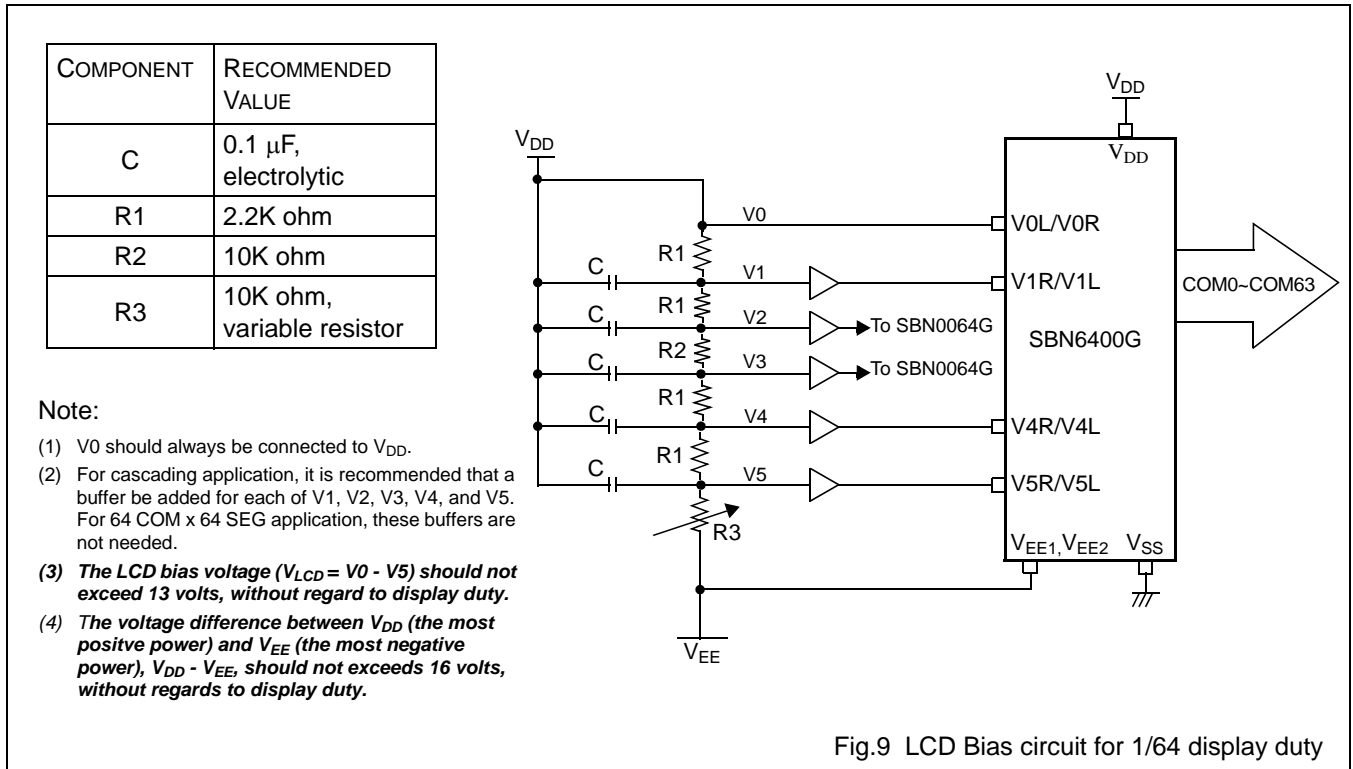 COMPONENT RECOMMENDED
VALUE
C 0.1 μF,
electrolytic
R1 2.2K ohm
R2 10K ohm
R3 10K ohm,
variable resistor
Note:
(1) V0 should always be connected to VDD.
(2) For cascading application, it is recommended that a
buffer be added for each of V1, V2, V3, V4, and V5.
For 64 COM x 64 SEG application, these buffers are
not needed.
(3) The LCD bias voltage (VLCD = V0 - V5) should not
exceed 13 volts, without regard to display duty.
(4) The voltage difference between VDD (the most
positve power) and VEE (the most negative
power), VDD - VEE, should not exceeds 16 volts,
without regards to display duty.
VDD
VDD
VDD
V0
V0L/V0R
R1
C
V1
V1R/V1L
COM0~COM63
R1
C
V2
To SBN0064G
SBN6400G
R2
C
V3
To SBN0064G
R1
C
V4
V4R/V4L
R1
C
V5
V5R/V5L
R3
VEE1, VEE2
VSS
VEE
Fig.9 LCD Bias circuit for 1/64 display duty